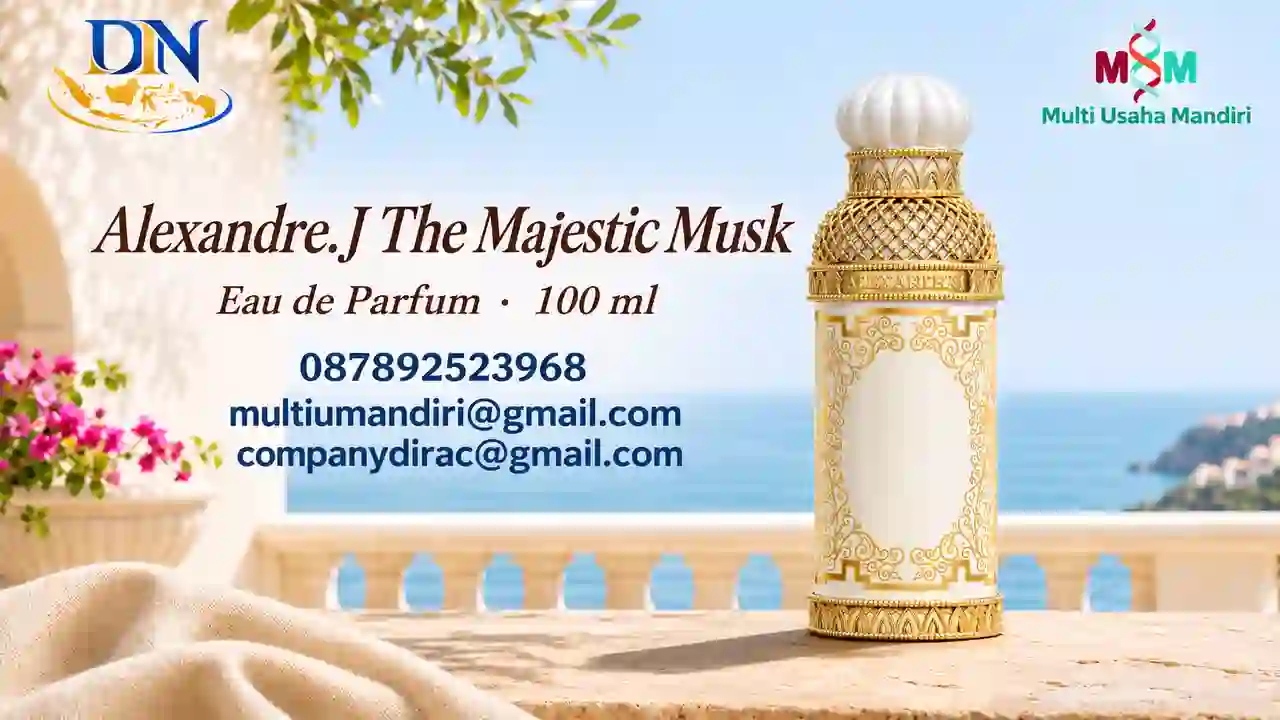 DN
MSM
Multi Usaha Mandiri
Alexandre.J The Majestic Musk
Eau de Parfum · 100 ml
087892523968
multiumandiri@gmail.com
companydirac@gmail.com